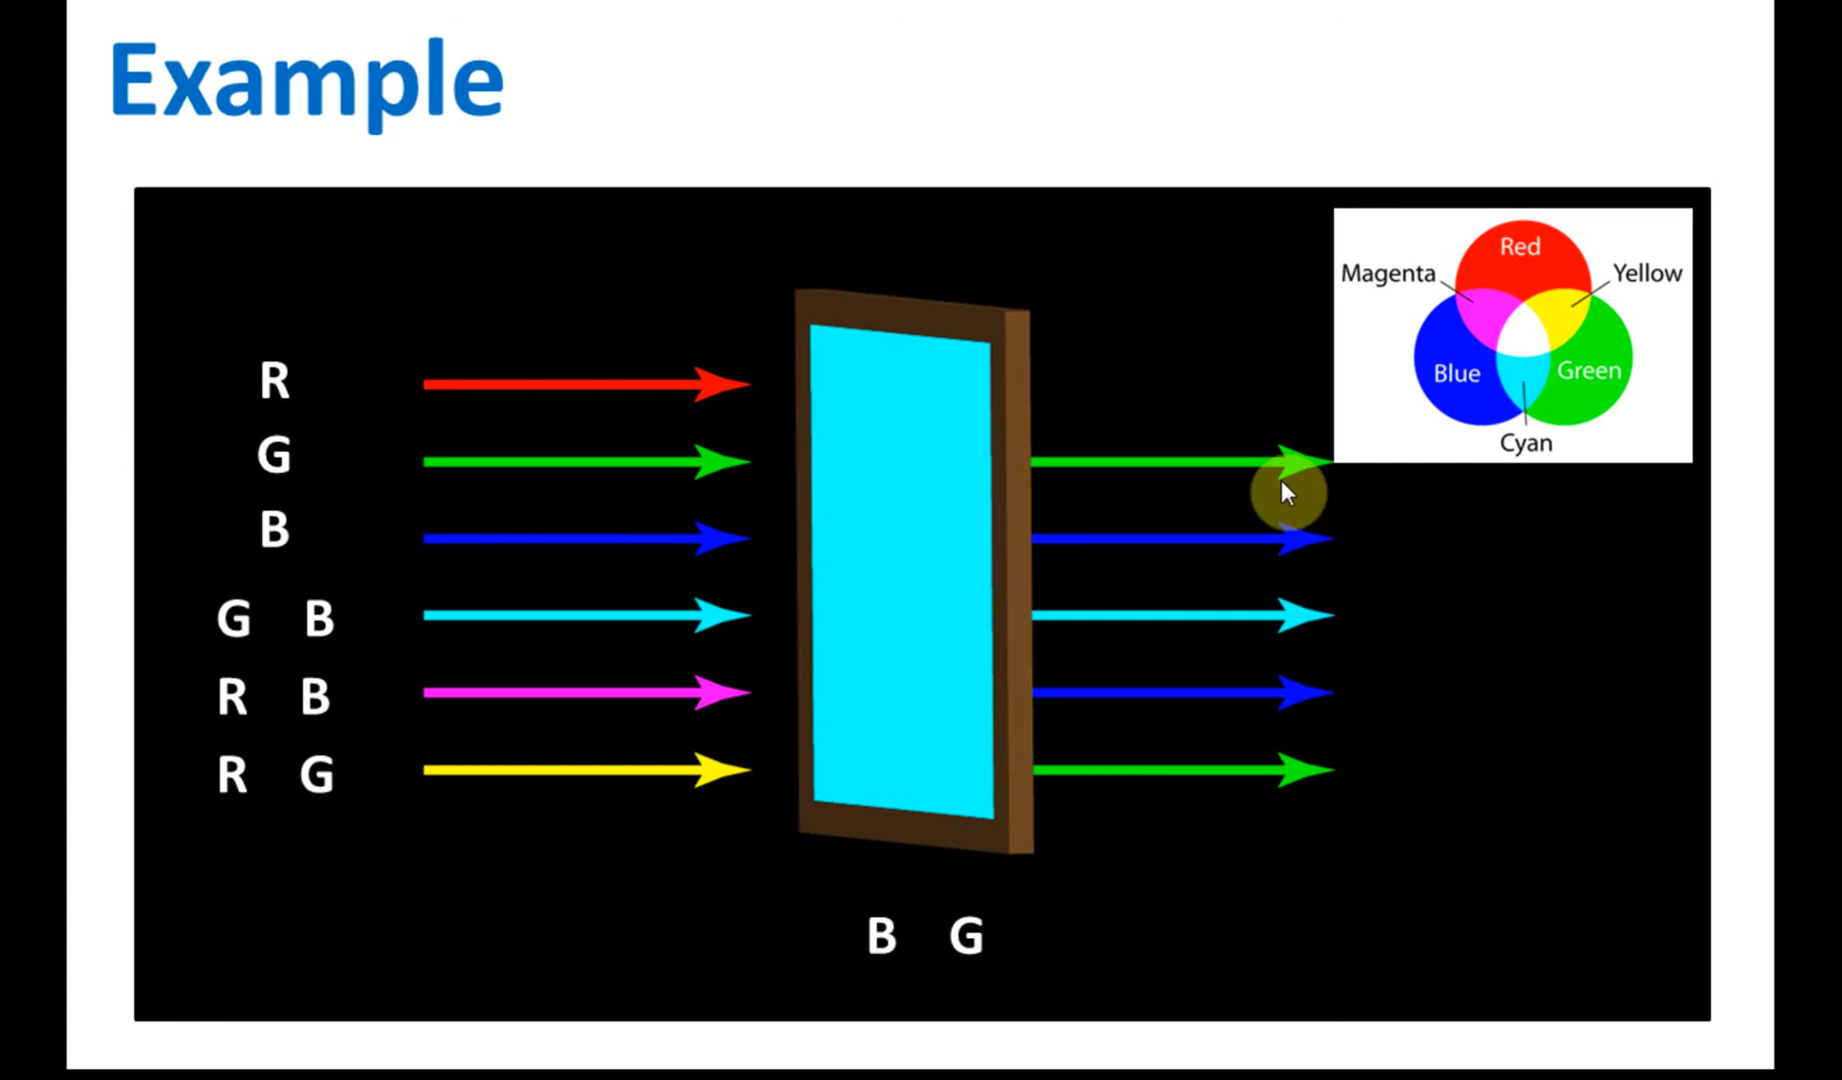 Example
Red
Magenta
Yellow
Blue
Green
Cyan
R
G
B
G B
R B
R G
B G